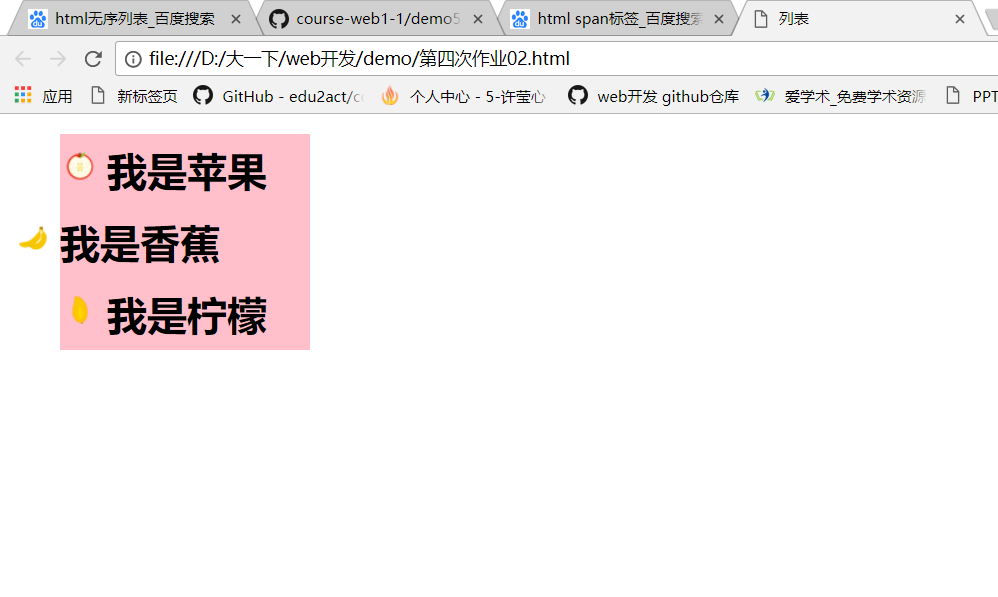 html无序列表_百度搜索
course-web1-1/demo5
html span标签_百度搜索
列表
file:///D:/大一下/web开发/demo/第四次作业02.html
应用
新标签页
GitHub - edu2act/c
个人中心 - 5-许莹心
web开发 github仓库
爱学术_免费学术资源
PPT
我是苹果
我是香蕉
我是柠檬